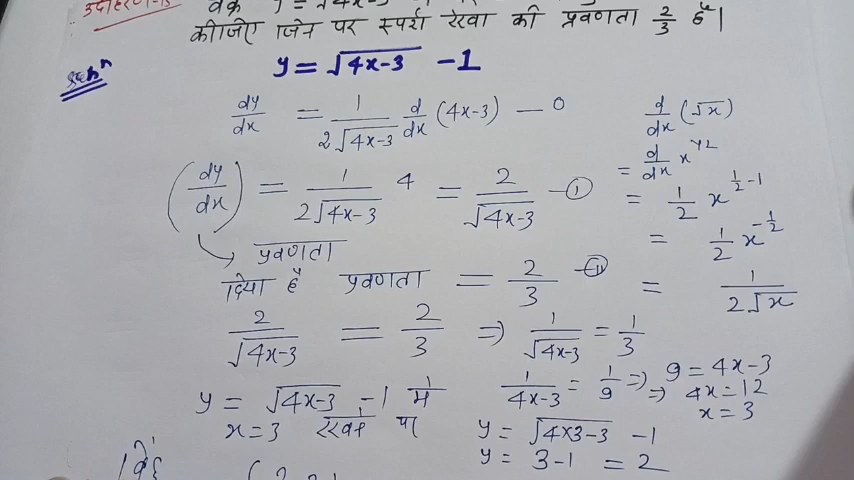 उदाहरण-
कीजिए जिन पर स्पर्श रेखा की प्रवणता 2/3 है।
y = √(4x-3) - 1
dy/dx = 1/(2√(4x-3)) d/dx (4x-3) - 0
(dy/dx) = 1/(2√(4x-3)) 4 = 2/√(4x-3) - ①
प्रवणता
दिया है प्रवणता = 2/3 - ⑪
2/√(4x-3) = 2/3 ⇒ 1/√(4x-3) = 1/3
1/(4x-3) = 1/9 ⇒ 9 = 4x-3
⇒ 4x = 12
x = 3
y = √(4x-3) - 1 में
x = 3 रखने पर
y = √(4×3-3) - 1
y = 3-1 = 2
d/dx (√x)
= d/dx x^1/2
= 1/2 x^(1/2-1)
= 1/2 x^(-1/2)
= 1/(2√x)